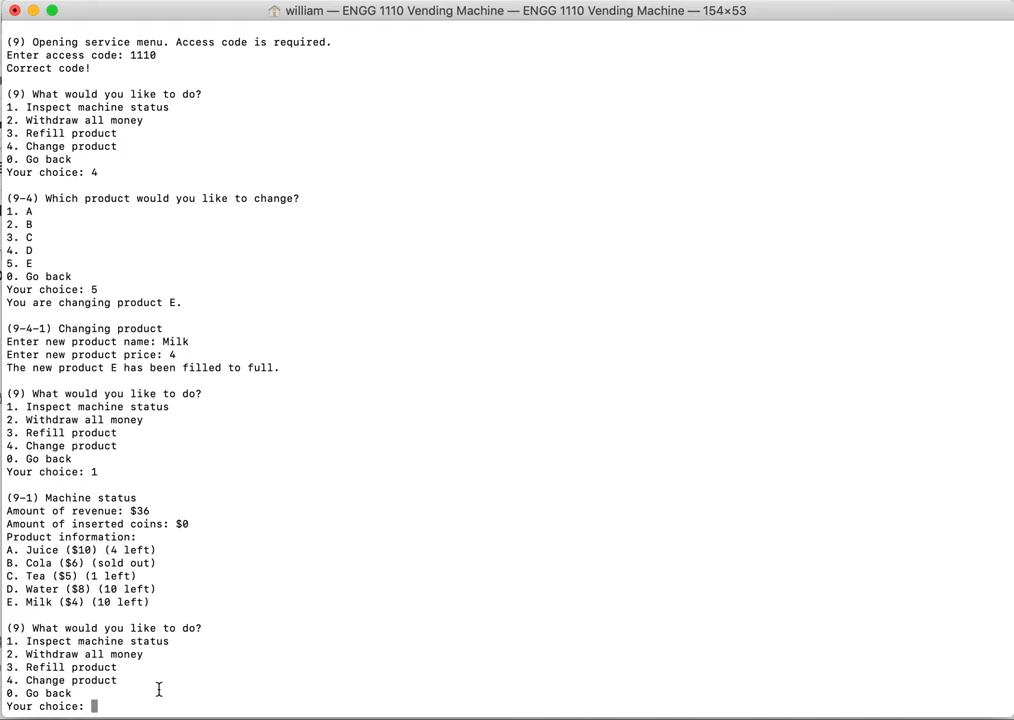 william — ENGG 1110 Vending Machine — ENGG 1110 Vending Machine — 154×53
(9) Opening service menu. Access code is required.
Enter access code: 1110
Correct code!
(9) What would you like to do?
1. Inspect machine status
2. Withdraw all money
3. Refill product
4. Change product
0. Go back
Your choice: 4
(9-4) Which product would you like to change?
1. A
2. B
3. C
4. D
5. E
0. Go back
Your choice: 5
You are changing product E.
(9-4-1) Changing product
Enter new product name: Milk
Enter new product price: 4
The new product E has been filled to full.
(9) What would you like to do?
1. Inspect machine status
2. Withdraw all money
3. Refill product
4. Change product
0. Go back
Your choice: 1
(9-1) Machine status
Amount of revenue: $36
Amount of inserted coins: $0
Product information:
A. Juice ($10) (4 left)
B. Cola ($6) (sold out)
C. Tea ($5) (1 left)
D. Water ($8) (10 left)
E. Milk ($4) (10 left)
(9) What would you like to do?
1. Inspect machine status
2. Withdraw all money
3. Refill product
4. Change product
0. Go back
Your choice: